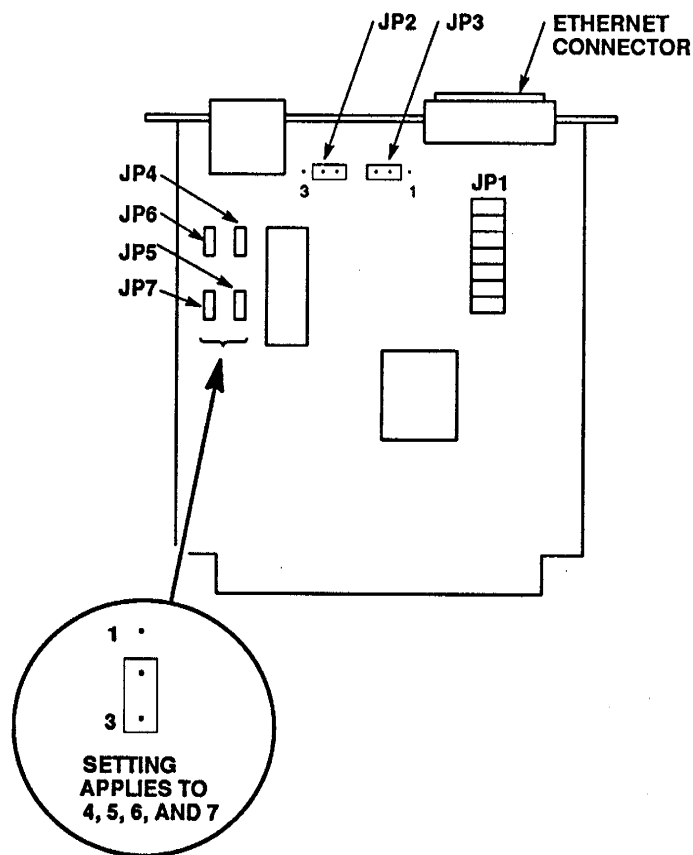 JP2
JP3
ETHERNET
CONNECTOR
3
1
JP1
JP4
JP6
JP5
JP7
1
3
SETTING
APPLIES TO
4, 5, 6, AND 7